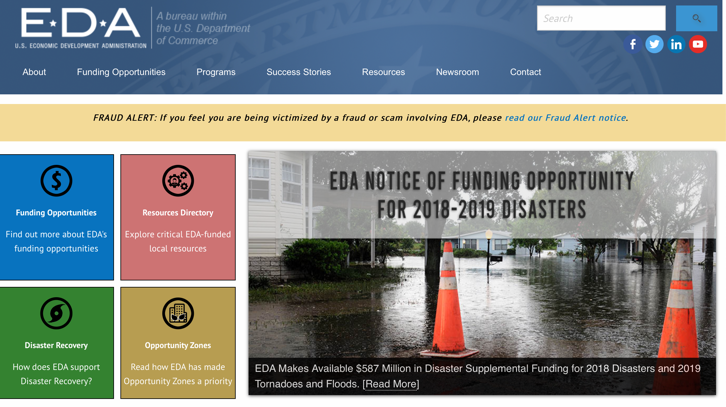 E★D★A
U.S. ECONOMIC DEVELOPMENT ADMINISTRATION
A bureau within
the U.S. Department
of Commerce
Search
About
Funding Opportunities
Programs
Success Stories
Resources
Newsroom
Contact
FRAUD ALERT: If you feel you are being victimized by a fraud or scam involving EDA, please read our Fraud Alert notice.
Funding Opportunities
Find out more about EDA's
funding opportunities
Resources Directory
Explore critical EDA-funded
local resources
Disaster Recovery
How does EDA support
Disaster Recovery?
Opportunity Zones
Read how EDA has made
Opportunity Zones a priority
EDA NOTICE OF FUNDING OPPORTUNITY
FOR 2018-2019 DISASTERS
EDA Makes Available $587 Million in Disaster Supplemental Funding for 2018 Disasters and 2019
Tornadoes and Floods. [Read More]